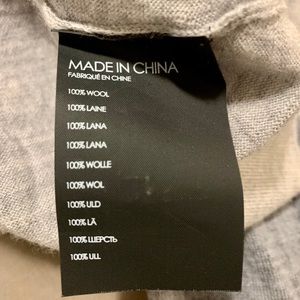 MADE IN CHINA
FABRIQUÉ EN CHINE
100% WOOL
100% LAINE
100% LANA
100% LANA
100% WOLLE
100% WOL
100% ULD
100% LÃ
100% ШЕРСТЬ
100% ULL